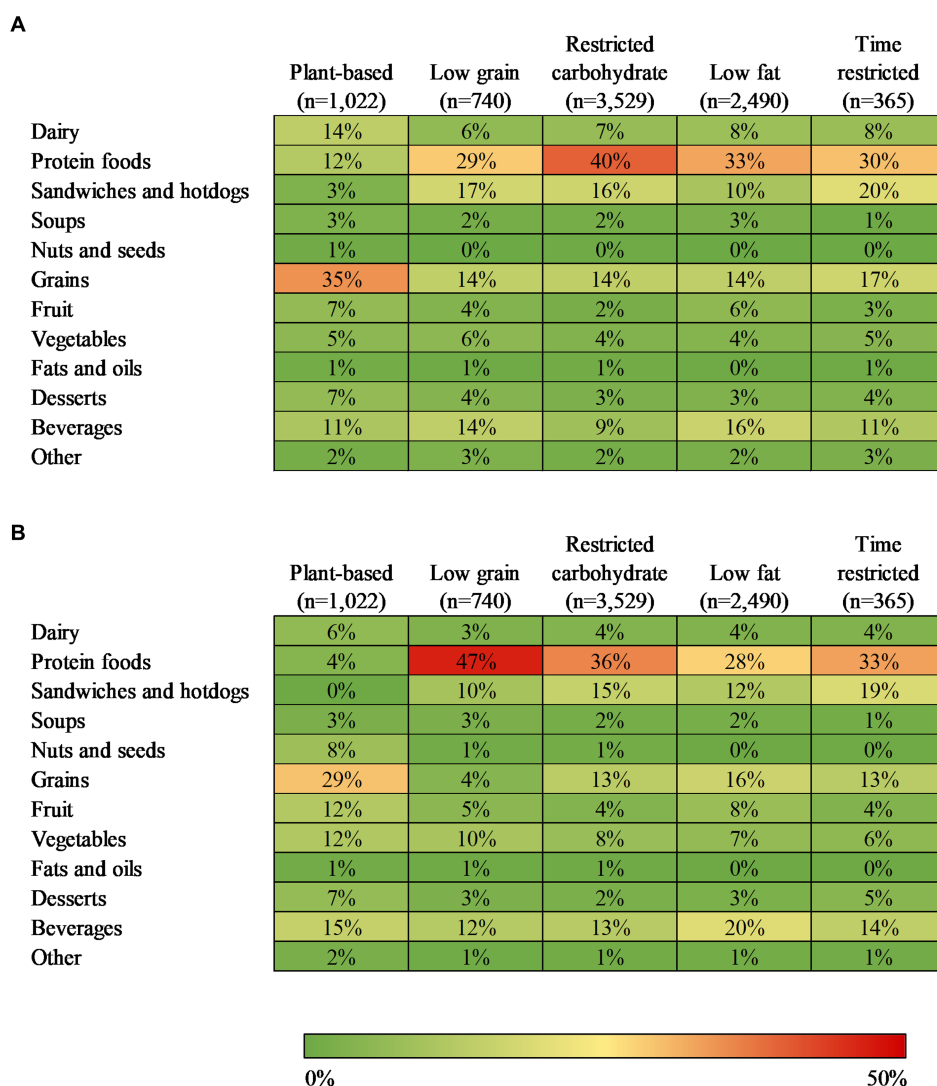 A
Restricted Time
Plant-based Low grain carbohydrate Low fat restricted
(n=1,022) (n=740) (n=3,529) (n=2,490) (n=365)
Dairy 14% 6% 7% 8% 8%
Protein foods 12% 29% 40% 33% 30%
Sandwiches and hotdogs 3% 17% 16% 10% 20%
Soups 3% 2% 2% 3% 1%
Nuts and seeds 1% 0% 0% 0% 0%
Grains 35% 14% 14% 14% 17%
Fruit 7% 4% 2% 6% 3%
Vegetables 5% 6% 4% 4% 5%
Fats and oils 1% 1% 1% 0% 1%
Desserts 7% 4% 3% 3% 4%
Beverages 11% 14% 9% 16% 11%
Other 2% 3% 2% 2% 3%
B
Restricted Time
Plant-based Low grain carbohydrate Low fat restricted
(n=1,022) (n=740) (n=3,529) (n=2,490) (n=365)
Dairy 6% 3% 4% 4% 4%
Protein foods 4% 47% 36% 28% 33%
Sandwiches and hotdogs 0% 10% 15% 12% 19%
Soups 3% 3% 2% 2% 1%
Nuts and seeds 8% 1% 1% 0% 0%
Grains 29% 4% 13% 16% 13%
Fruit 12% 5% 4% 8% 4%
Vegetables 12% 10% 8% 7% 6%
Fats and oils 1% 1% 1% 0% 0%
Desserts 7% 3% 2% 3% 5%
Beverages 15% 12% 13% 20% 14%
Other 2% 1% 1% 1% 1%
0% 50%